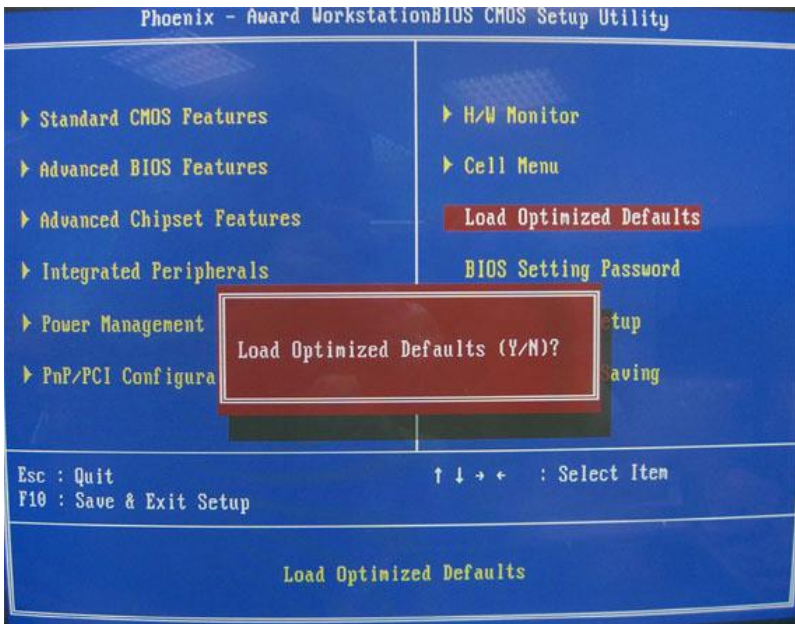 Phoenix - Award WorkstationBIOS CMOS Setup Utility
Standard CMOS Features
Advanced BIOS Features
Advanced Chipset Features
Integrated Peripherals
Power Management
PnP/PCI Configura
H/W Monitor
Cell Menu
Load Optimized Defaults
BIOS Setting Password
etup
Saving
Load Optimized Defaults (Y/N)?
Esc : Quit
F10 : Save & Exit Setup
↑ ↓ → ← : Select Item
Load Optimized Defaults